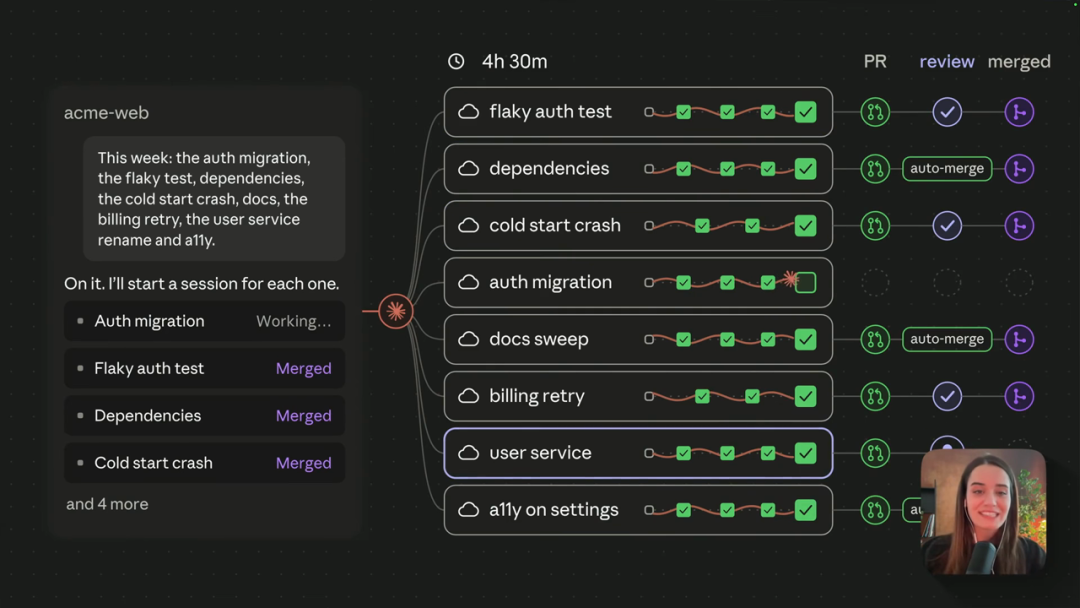 4h 30m
PR review merged
acme-web
This week: the auth migration,
the flaky test, dependencies,
the cold start crash, docs, the
billing retry, the user service
rename and a11y.
On it. I'll start a session for each one.
Auth migration Working...
Flaky auth test Merged
Dependencies Merged
Cold start crash Merged
and 4 more
flaky auth test
dependencies auto-merge
cold start crash
auth migration
docs sweep auto-merge
billing retry
user service
a11y on settings